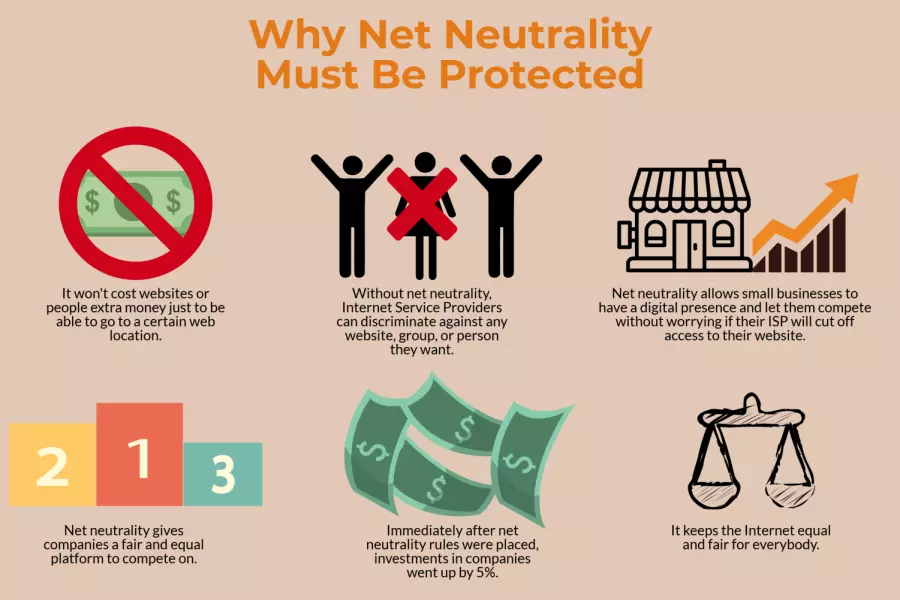 Why Net Neutrality
Must Be Protected
It won't cost websites or
people extra money just to be
able to go to a certain web
location.
Without net neutrality,
Internet Service Providers
can discriminate against any
website, group, or person
they want.
Net neutrality allows small businesses to
have a digital presence and let them compete
without worrying if their ISP will cut off
access to their website.
2 1 3
Net neutrality gives
companies a fair and equal
platform to compete on.
Immediately after net
neutrality rules were placed,
investments in companies
went up by 5%.
It keeps the Internet equal
and fair for everybody.